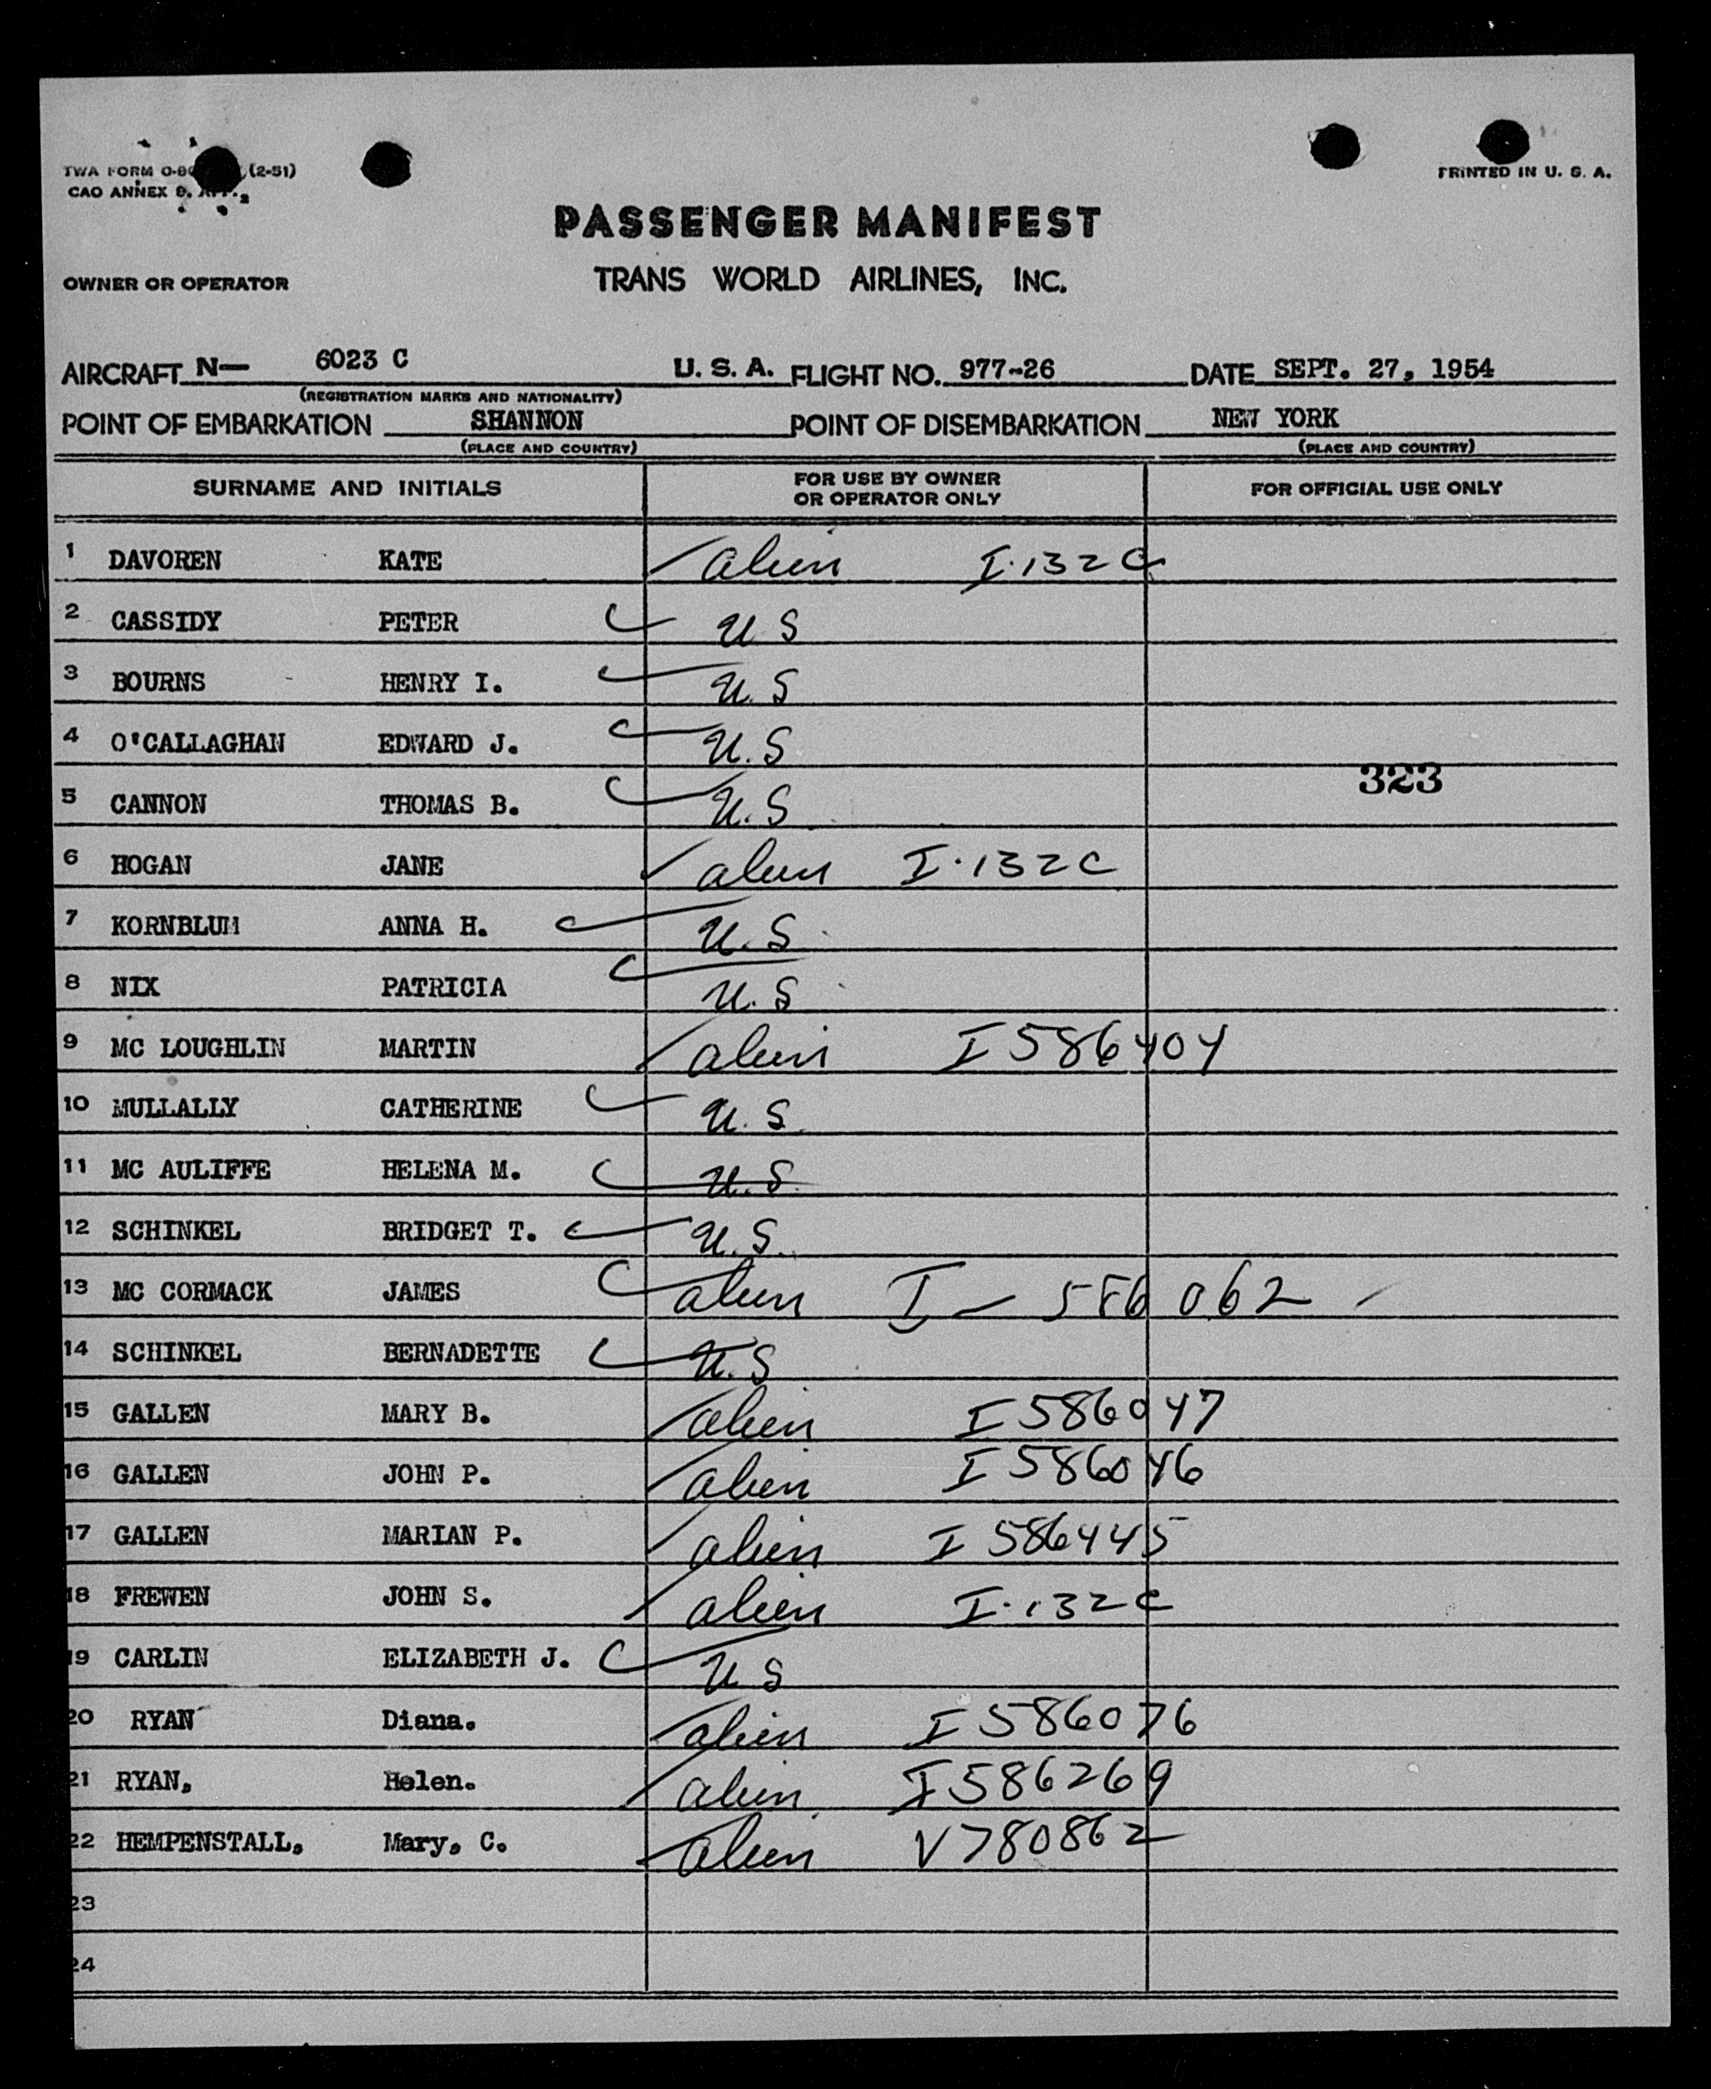 TWA FORM O-8 (2-51)
CAO ANNEX 9.
PRINTED IN U. S. A.
PASSENGER MANIFEST
OWNER OR OPERATOR TRANS WORLD AIRLINES, INC.
AIRCRAFT N— 6023 C U. S. A. FLIGHT NO. 977-26 DATE SEPT. 27, 1954
(REGISTRATION MARKS AND NATIONALITY)
POINT OF EMBARKATION SHANNON POINT OF DISEMBARKATION NEW YORK
(PLACE AND COUNTRY) (PLACE AND COUNTRY)
SURNAME AND INITIALS FOR USE BY OWNER OR OPERATOR ONLY FOR OFFICIAL USE ONLY
1 DAVOREN KATE alien I.132C
2 CASSIDY PETER U S
3 BOURNS HENRY I. U.S
4 O'CALLAGHAN EDWARD J. U.S
323
5 CANNON THOMAS B. U.S
6 HOGAN JANE alien I.132C
7 KORNBLUM ANNA H. U.S
8 NIX PATRICIA U.S
9 MC LOUGHLIN MARTIN alien I 586404
10 MULLALLY CATHERINE U.S.
11 MC AULIFFE HELENA M. U.S.
12 SCHINKEL BRIDGET T. U.S.
13 MC CORMACK JAMES alien I — 586062
14 SCHINKEL BERNADETTE U.S
15 GALLEN MARY B. alien I 586047
16 GALLEN JOHN P. alien I 586046
17 GALLEN MARIAN P. alien I 586445
18 FREWEN JOHN S. alien I.132C
19 CARLIN ELIZABETH J. U S
20 RYAN Diana. alien I 586076
21 RYAN, Helen. alien I 586269
22 HEMPENSTALL, Mary, C. alien V780862
23
24